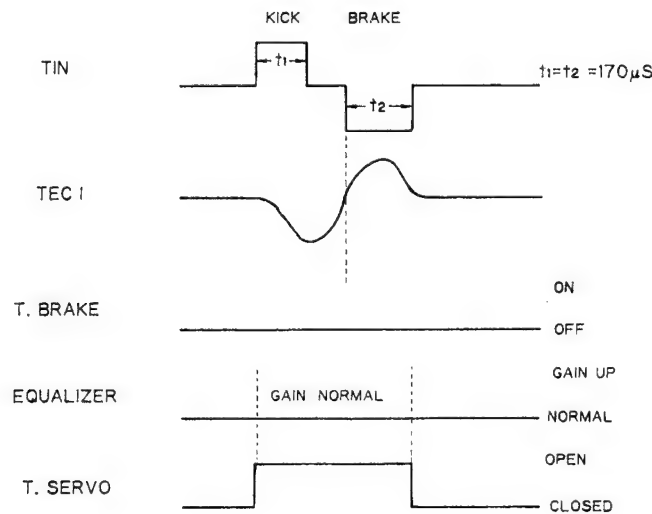 KICK BRAKE
TIN
t1
t1=t2 =170μS
t2
TEC 1
ON
T. BRAKE
OFF
GAIN UP
EQUALIZER
GAIN NORMAL
NORMAL
OPEN
T. SERVO
CLOSED